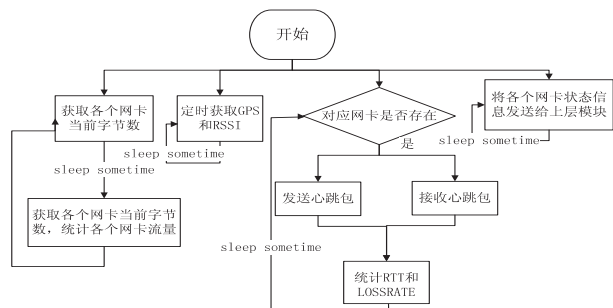 开始
获取各个网卡
当前字节数
定时获取GPS
和RSSI
对应网卡是否存在
将各个网卡状态信
息发送给上层模块
sleep sometime
sleep sometime
是
sleep sometime
发送心跳包
接收心跳包
获取各个网卡当前字节
数，统计各个网卡流量
sleep sometime
统计RTT和
LOSSRATE